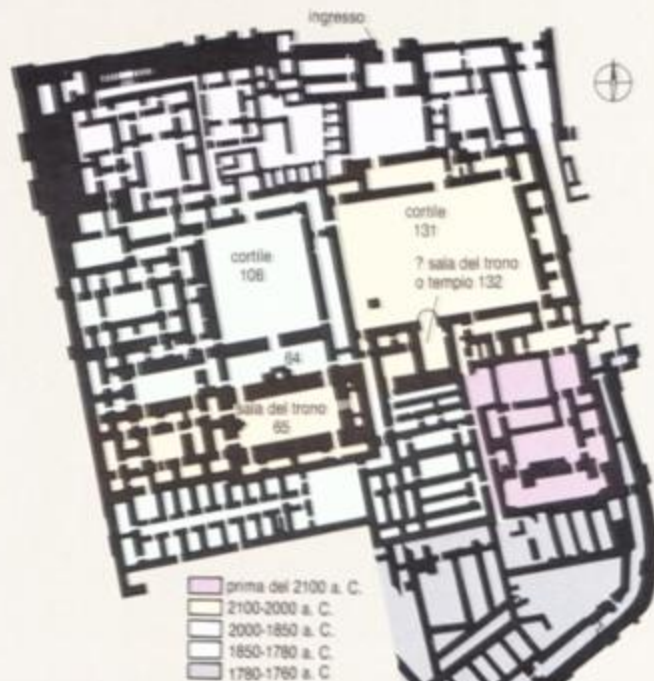 ingresso
cortile
131
? sala del trono
o tempio 132
cortile
106
64
sala del trono
65
prima del 2100 a. C.
2100-2000 a. C.
2000-1850 a. C.
1850-1780 a. C.
1780-1760 a. C